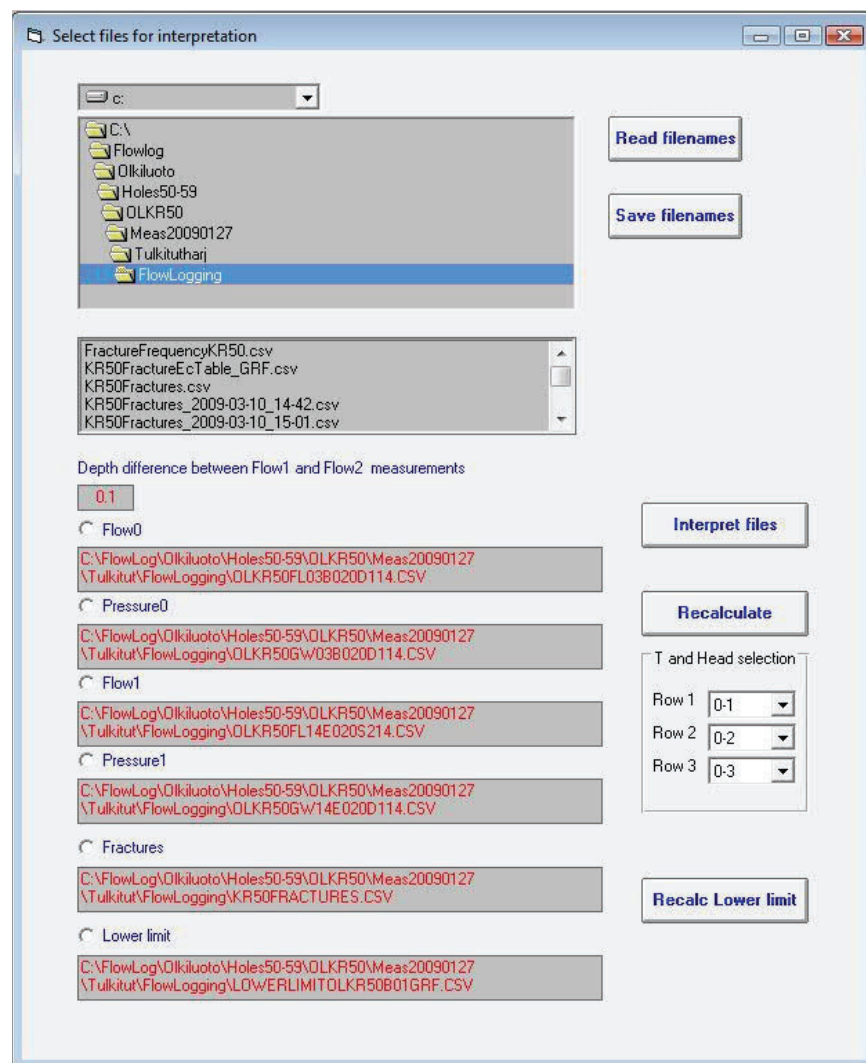 Select files for interpretation
c:
C:\
Flowlog
Olkiluoto
Holes50-59
OLKR50
Meas20090127
Tulkitutharj
FlowLogging
Read filenames
Save filenames
FractureFrequencyKR50.csv
KR50FractureEcTable_GRF.csv
KR50Fractures.csv
KR50Fractures_2009-03-10_14-42.csv
KR50Fractures_2009-03-10_15-01.csv
Depth difference between Flow1 and Flow2 measurements
0.1
Flow0
C:\FlowLog\Olkiluoto\Holes50-59\OLKR50\Meas20090127
\Tulkitut\FlowLogging\OLKR50FL03B020D114.CSV
Pressure0
C:\FlowLog\Olkiluoto\Holes50-59\OLKR50\Meas20090127
\Tulkitut\FlowLogging\OLKR50GW03B020D114.CSV
Flow1
C:\FlowLog\Olkiluoto\Holes50-59\OLKR50\Meas20090127
\Tulkitut\FlowLogging\OLKR50FL14E020S214.CSV
Pressure1
C:\FlowLog\Olkiluoto\Holes50-59\OLKR50\Meas20090127
\Tulkitut\FlowLogging\OLKR50GW14E020D114.CSV
Fractures
C:\FlowLog\Olkiluoto\Holes50-59\OLKR50\Meas20090127
\Tulkitut\FlowLogging\KR50FRACTURES.CSV
Lower limit
C:\FlowLog\Olkiluoto\Holes50-59\OLKR50\Meas20090127
\Tulkitut\FlowLogging\LOWERLIMITOLKR50B01GRF.CSV
Interpret files
Recalculate
T and Head selection
Row 1 0-1
Row 2 0-2
Row 3 0-3
Recalc Lower limit